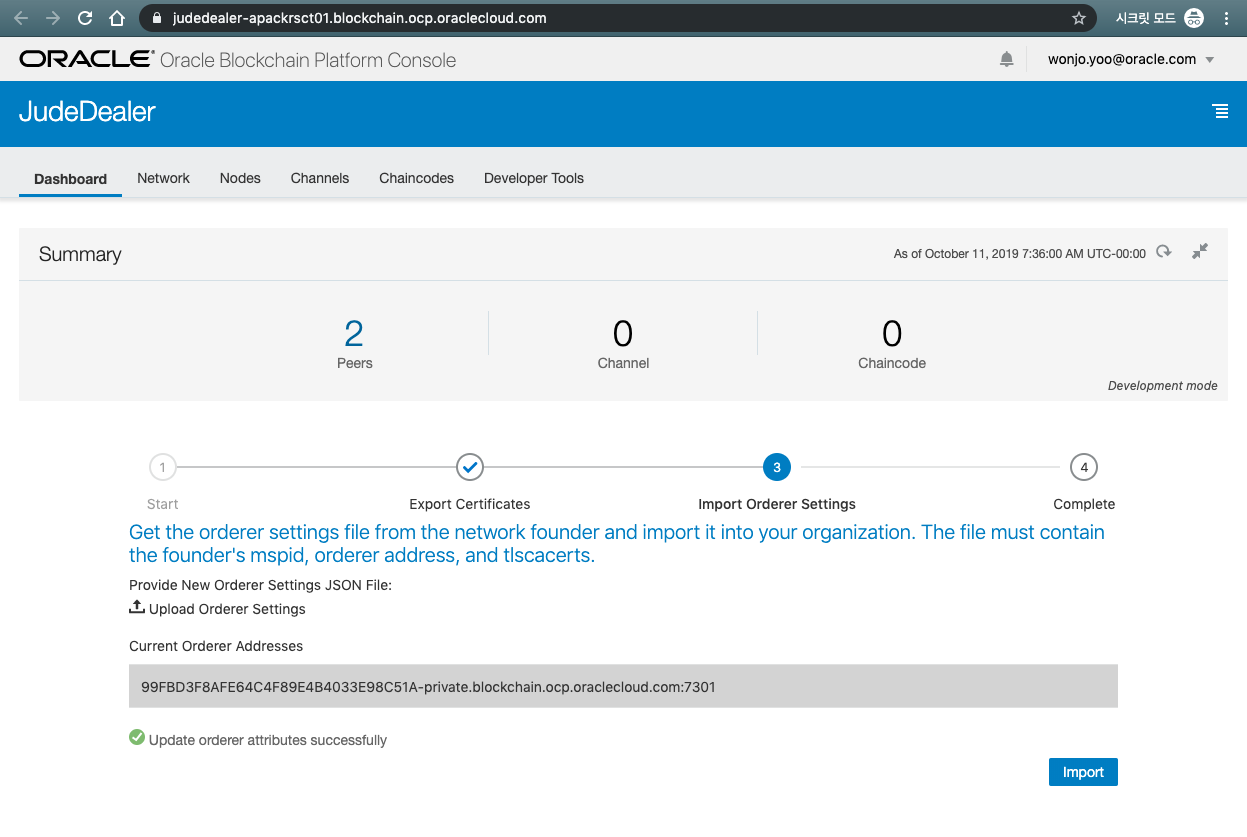 judedealer-apackrsct01.blockchain.ocp.oraclecloud.com
시크릿 모드
ORACLE® Oracle Blockchain Platform Console
wonjo.yoo@oracle.com
JudeDealer
Dashboard Network Nodes Channels Chaincodes Developer Tools
Summary
As of October 11, 2019 7:36:00 AM UTC-00:00
2 0 0
Peers Channel Chaincode
Development mode
1 3 4
Start Export Certificates Import Orderer Settings Complete
Get the orderer settings file from the network founder and import it into your organization. The file must contain
the founder's mspid, orderer address, and tlscacerts.
Provide New Orderer Settings JSON File:
Upload Orderer Settings
Current Orderer Addresses
99FBD3F8AFE64C4F89E4B4033E98C51A-private.blockchain.ocp.oraclecloud.com:7301
Update orderer attributes successfully
Import